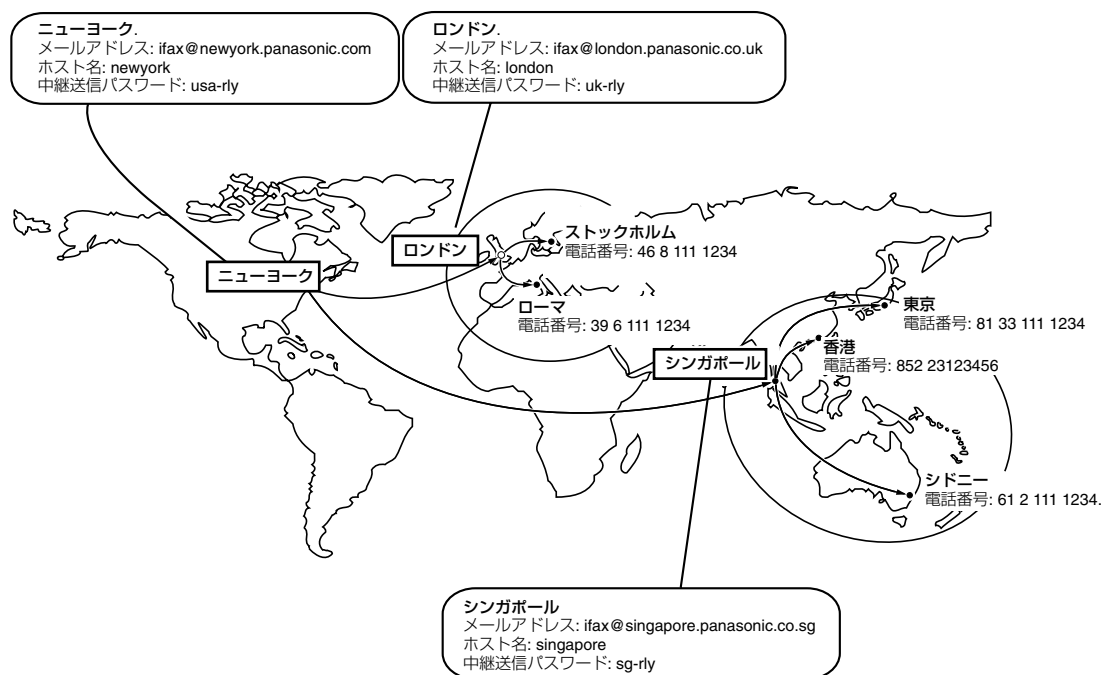 ニューヨーク.
メールアドレス: ifax@newyork.panasonic.com
ホスト名: newyork
中継送信パスワード: usa-rly
ロンドン.
メールアドレス: ifax@london.panasonic.co.uk
ホスト名: london
中継送信パスワード: uk-rly
ロンドン
ストックホルム
電話番号: 46 8 111 1234
ニューヨーク
ローマ
電話番号: 39 6 111 1234
東京
電話番号: 81 33 111 1234
香港
電話番号: 852 23123456
シンガポール
シドニー
電話番号: 61 2 111 1234.
シンガポール
メールアドレス: ifax@singapore.panasonic.co.sg
ホスト名: singapore
中継送信パスワード: sg-rly